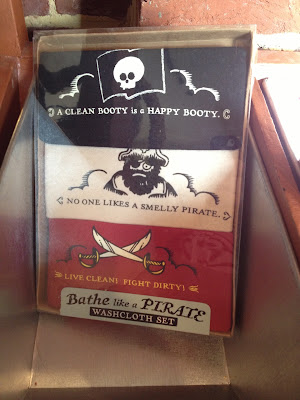 A CLEAN BOOTY is a HAPPY BOOTY.
NO ONE LIKES A SMELLY PIRATE.
LIVE CLEAN! FIGHT DIRTY!
Bathe like a PIRATE
WASHCLOTH SET